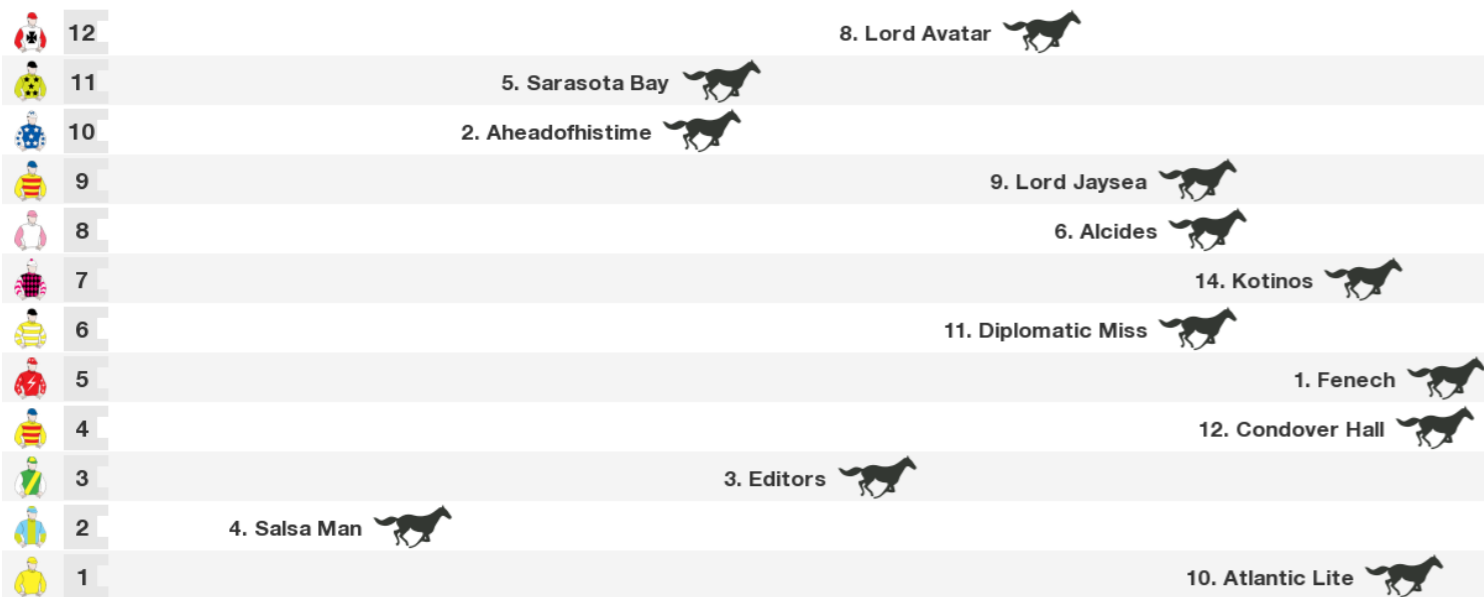 12 8. Lord Avatar
11 5. Sarasota Bay
10 2. Aheadofhistime
9 9. Lord Jaysea
8 6. Alcides
7 14. Kotinos
6 11. Diplomatic Miss
5 1. Fenech
4 12. Condover Hall
3 3. Editors
2 4. Salsa Man
1 10. Atlantic Lite